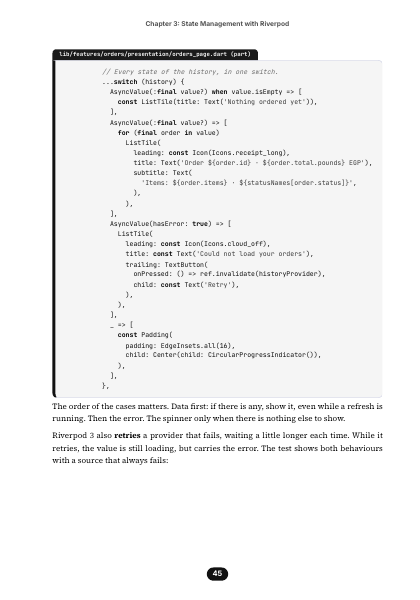 Chapter 3: State Management with Riverpod
lib/features/orders/presentation/orders_page.dart (part)
// Every state of the history, in one switch.
...switch (history) {
AsyncValue(:final value?) when value.isEmpty => [
const ListTile(title: Text('Nothing ordered yet')),
],
AsyncValue(:final value?) => [
for (final order in value)
ListTile(
leading: const Icon(Icons.receipt_long),
title: Text('Order ${order.id} · ${order.total.pounds} EGP'),
subtitle: Text(
'Items: ${order.items} · ${statusNames[order.status]}',
),
),
],
AsyncValue(hasError: true) => [
ListTile(
leading: const Icon(Icons.cloud_off),
title: const Text('Could not load your orders'),
trailing: TextButton(
onPressed: () => ref.invalidate(historyProvider),
child: const Text('Retry'),
),
),
],
_ => [
const Padding(
padding: EdgeInsets.all(16),
child: Center(child: CircularProgressIndicator()),
),
],
},
The order of the cases matters. Data first: if there is any, show it, even while a refresh is
running. Then the error. The spinner only when there is nothing else to show.
Riverpod 3 also retries a provider that fails, waiting a little longer each time. While it
retries, the value is still loading, but carries the error. The test shows both behaviours
with a source that always fails:
45